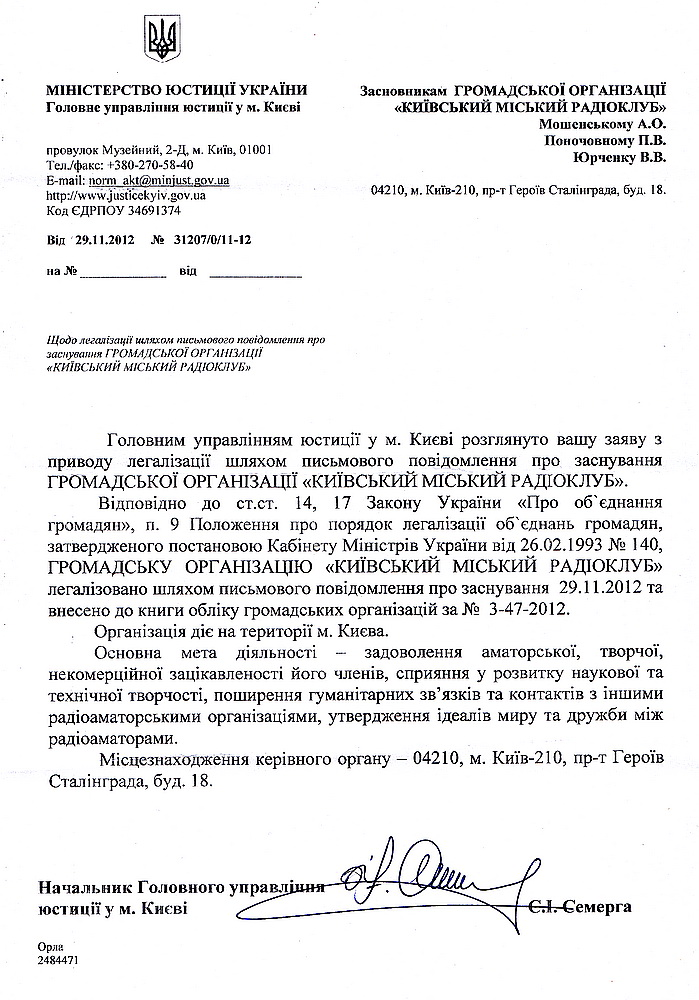 МІНІСТЕРСТВО ЮСТИЦІЇ УКРАЇНИ
Головне управління юстиції у м. Києві
провулок Музейний, 2-Д, м. Київ, 01001
Тел./факс: +380-270-58-40
E-mail: norm_akt@minjust.gov.ua
http://www.justicekyiv.gov.ua
Код ЄДРПОУ 34691374
Від 29.11.2012 № 31207/0/11-12
на № ____________ від ____________
Засновникам ГРОМАДСЬКОЇ ОРГАНІЗАЦІЇ
«КИЇВСЬКИЙ МІСЬКИЙ РАДІОКЛУБ»
Мошенському А.О.
Поночовному П.В.
Юрченку В.В.
04210, м. Київ-210, пр-т Героїв Сталінграда, буд. 18.
Щодо легалізації шляхом письмового повідомлення про
заснування ГРОМАДСЬКОЇ ОРГАНІЗАЦІЇ
«КИЇВСЬКИЙ МІСЬКИЙ РАДІОКЛУБ»
Головним управлінням юстиції у м. Києві розглянуто вашу заяву з
приводу легалізації шляхом письмового повідомлення про заснування
ГРОМАДСЬКОЇ ОРГАНІЗАЦІЇ «КИЇВСЬКИЙ МІСЬКИЙ РАДІОКЛУБ».
Відповідно до ст.ст. 14, 17 Закону України «Про об`єднання
громадян», п. 9 Положення про порядок легалізації об`єднань громадян,
затвердженого постановою Кабінету Міністрів України від 26.02.1993 № 140,
ГРОМАДСЬКУ ОРГАНІЗАЦІЮ «КИЇВСЬКИЙ МІСЬКИЙ РАДІОКЛУБ»
легалізовано шляхом письмового повідомлення про заснування 29.11.2012 та
внесено до книги обліку громадських організацій за № 3-47-2012.
Організація діє на території м. Києва.
Основна мета діяльності – задоволення аматорської, творчої,
некомерційної зацікавленості його членів, сприяння у розвитку наукової та
технічної творчості, поширення гуманітарних зв’язків та контактів з іншими
радіоаматорськими організаціями, утвердження ідеалів миру та дружби між
радіоаматорами.
Місцезнаходження керівного органу – 04210, м. Київ-210, пр-т Героїв
Сталінграда, буд. 18.
Начальник Головного управління
юстиції у м. Києві
С.І. Семерга
Орла
2484471